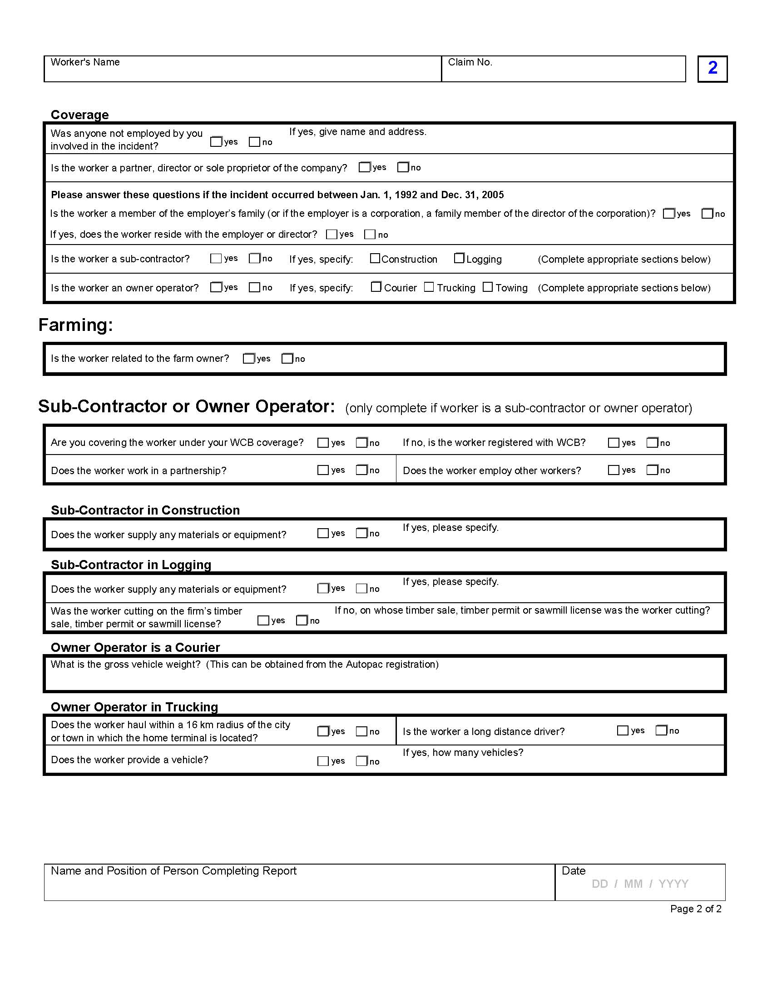 Worker's Name Claim No. 2
Coverage
Was anyone not employed by you
involved in the incident? yes no If yes, give name and address.
Is the worker a partner, director or sole proprietor of the company? yes no
Please answer these questions if the incident occurred between Jan. 1, 1992 and Dec. 31, 2005
Is the worker a member of the employer’s family (or if the employer is a corporation, a family member of the director of the corporation)? yes no
If yes, does the worker reside with the employer or director? yes no
Is the worker a sub-contractor? yes no If yes, specify: Construction Logging (Complete appropriate sections below)
Is the worker an owner operator? yes no If yes, specify: Courier Trucking Towing (Complete appropriate sections below)
Farming:
Is the worker related to the farm owner? yes no
Sub-Contractor or Owner Operator: (only complete if worker is a sub-contractor or owner operator)
Are you covering the worker under your WCB coverage? yes no If no, is the worker registered with WCB? yes no
Does the worker work in a partnership? yes no Does the worker employ other workers? yes no
Sub-Contractor in Construction
Does the worker supply any materials or equipment? yes no If yes, please specify.
Sub-Contractor in Logging
Does the worker supply any materials or equipment? yes no If yes, please specify.
Was the worker cutting on the firm’s timber
sale, timber permit or sawmill license? yes no If no, on whose timber sale, timber permit or sawmill license was the worker cutting?
Owner Operator is a Courier
What is the gross vehicle weight? (This can be obtained from the Autopac registration)
Owner Operator in Trucking
Does the worker haul within a 16 km radius of the city
or town in which the home terminal is located? yes no Is the worker a long distance driver? yes no
Does the worker provide a vehicle? yes no If yes, how many vehicles?
Name and Position of Person Completing Report Date
DD / MM / YYYY
Page 2 of 2